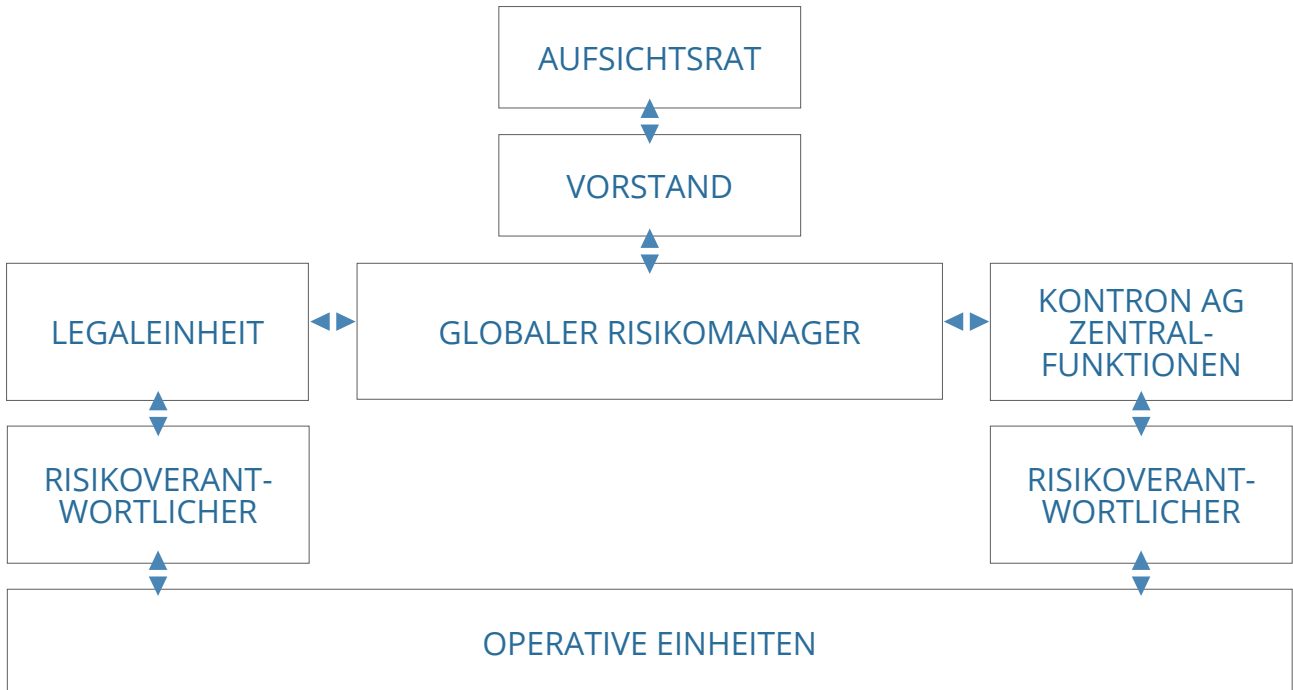 AUFSICHTSRAT
VORSTAND
LEGALEINHEIT
GLOBALER RISIKOMANAGER
KONTRON AG
ZENTRAL-
FUNKTIONEN
RISIKOVERANT-
WORTLICHER
RISIKOVERANT-
WORTLICHER
OPERATIVE EINHEITEN